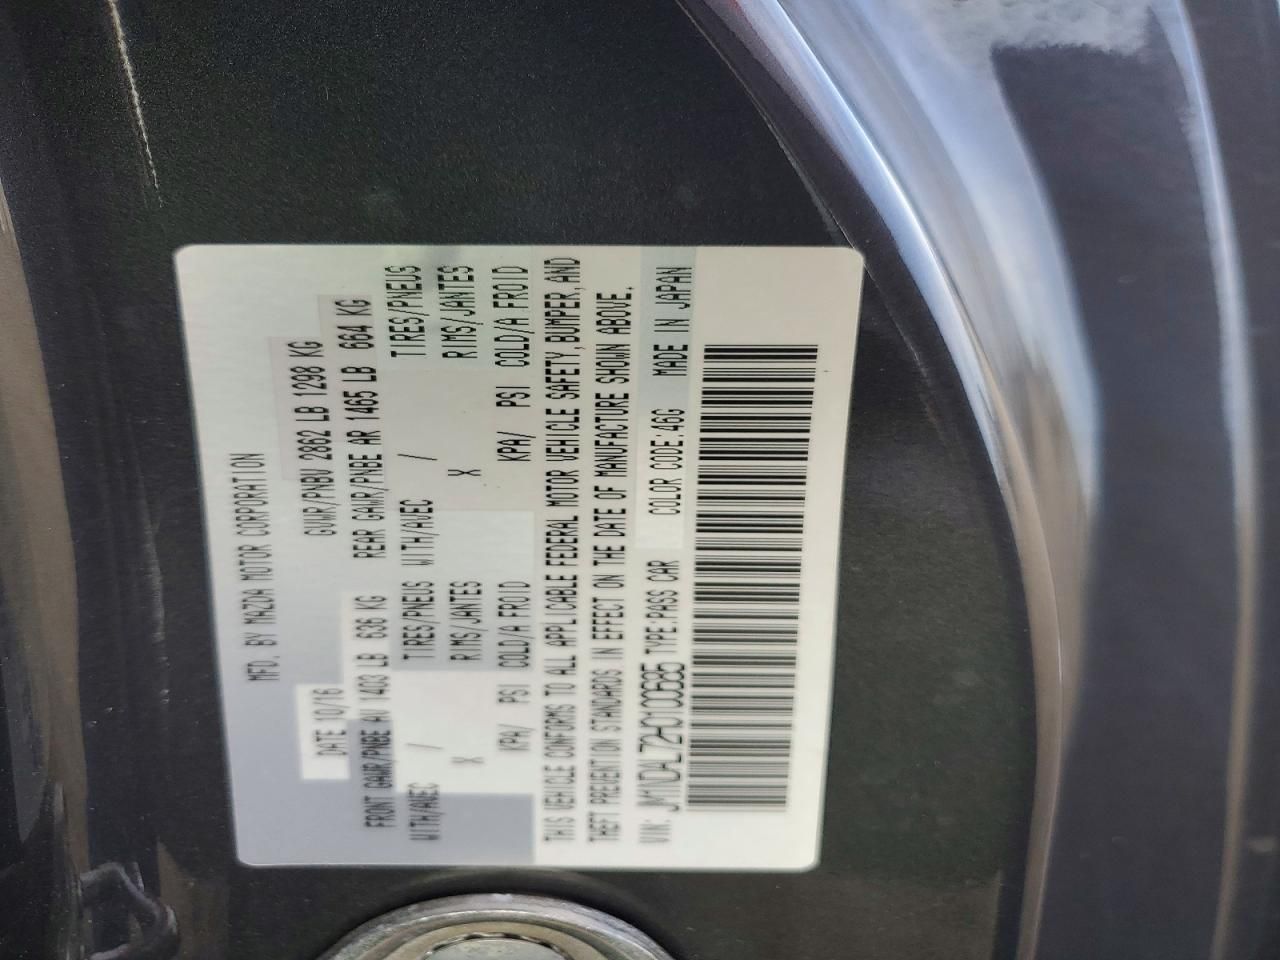 MFD. BY MAZDA MOTOR CORPORATION
DATE 10/16 GVWR/PNBV 2862 LB 1298 KG
FRONT GAWR/PNBE AV 1403 LB 636 KG REAR GAWR/PNBE AR 1465 LB 664 KG
WITH/AVEC / TIRES/PNEUS WITH/AVEC / TIRES/PNEUS
X RIMS/JANTES X RIMS/JANTES
KPA/ PSI COLD/A FROID KPA/ PSI COLD/A FROID
THIS VEHICLE CONFORMS TO ALL APPLICABLE FEDERAL MOTOR VEHICLE SAFETY, BUMPER, AND
THEFT PREVENTION STANDARDS IN EFFECT ON THE DATE OF MANUFACTURE SHOWN ABOVE.
VIN: JM1NDAL72H0100685 TYPE:PASS CAR COLOR CODE:46G MADE IN JAPAN